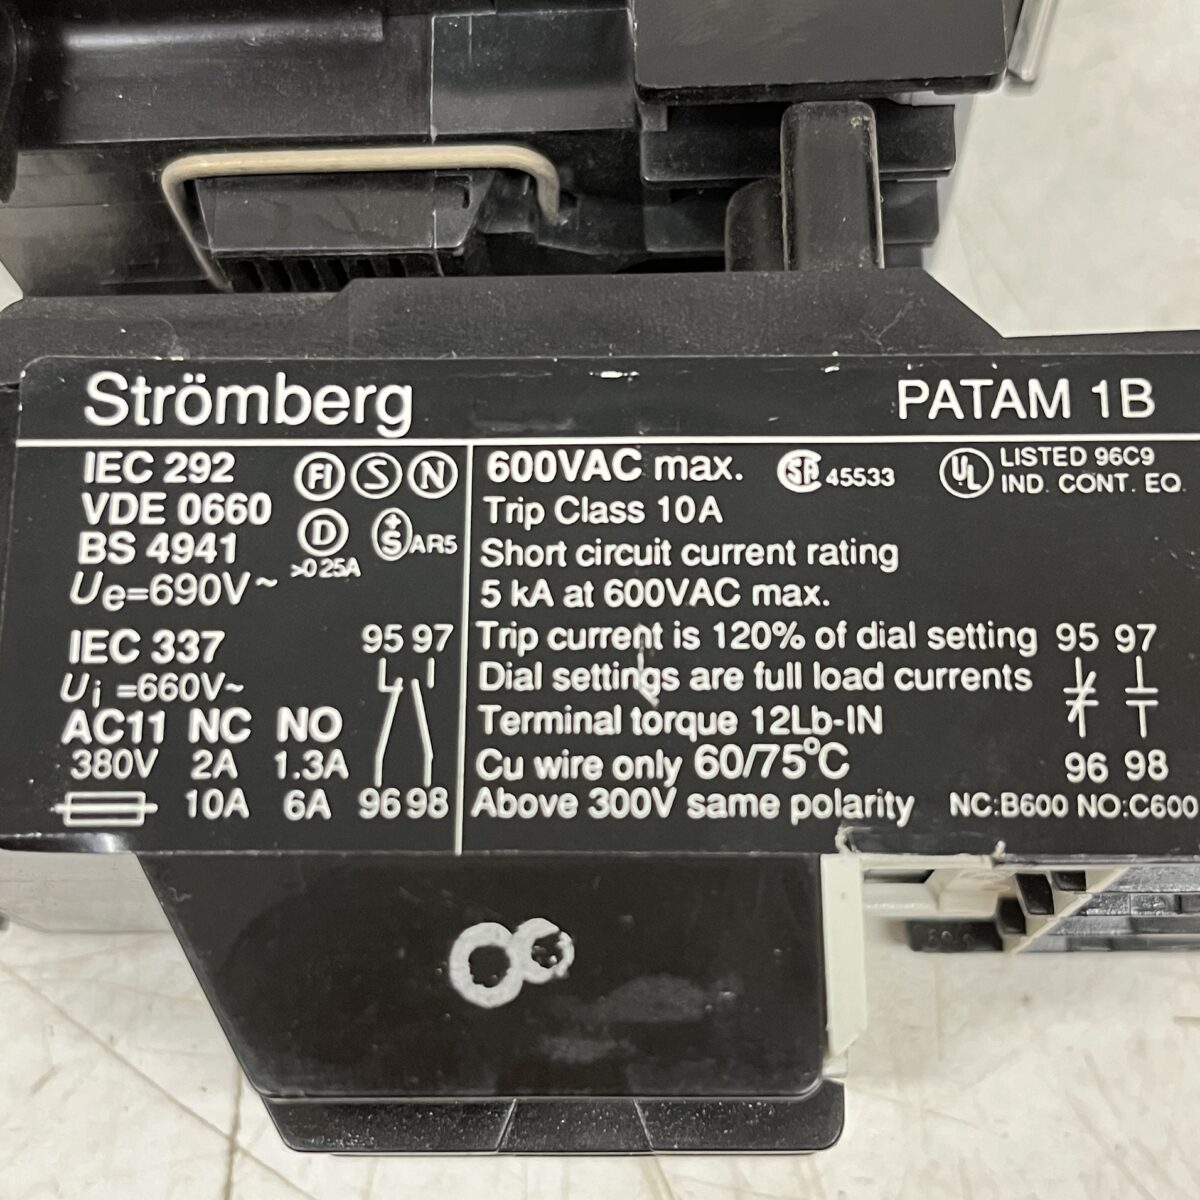 Strömberg PATAM 1B
IEC 292 FI S N
VDE 0660
BS 4941 D +S AR5
>0 25A
Ue=690V~
IEC 337 95 97
Ui =660V~
AC11 NC NO
380V 2A 1.3A
10A 6A 96 98
600VAC max. SA 45533 UL LISTED 96C9
IND. CONT. EQ.
Trip Class 10A
Short circuit current rating
5 kA at 600VAC max.
Trip current is 120% of dial setting 95 97
Dial settings are full load currents
Terminal torque 12Lb-IN
Cu wire only 60/75°C 96 98
Above 300V same polarity NC:B600 NO:C600